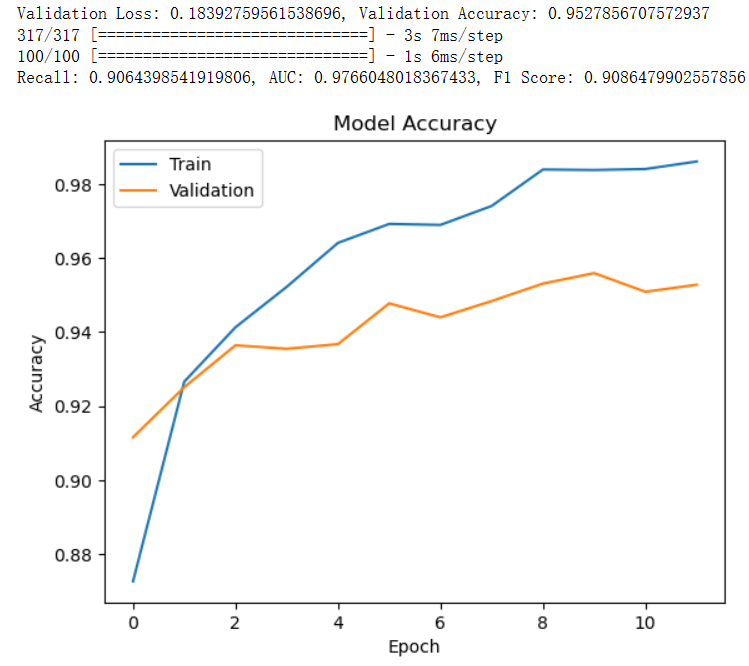 Validation Loss: 0.18392759561538696, Validation Accuracy: 0.9527856707572937
317/317 [==============================] - 3s 7ms/step
100/100 [==============================] - 1s 6ms/step
Recall: 0.9064398541919806, AUC: 0.9766048018367433, F1 Score: 0.9086479902557856
Model Accuracy
Train
Validation
0.98
0.96
0.94
0.92
0.90
0.88
Accuracy
0 2 4 6 8 10
Epoch